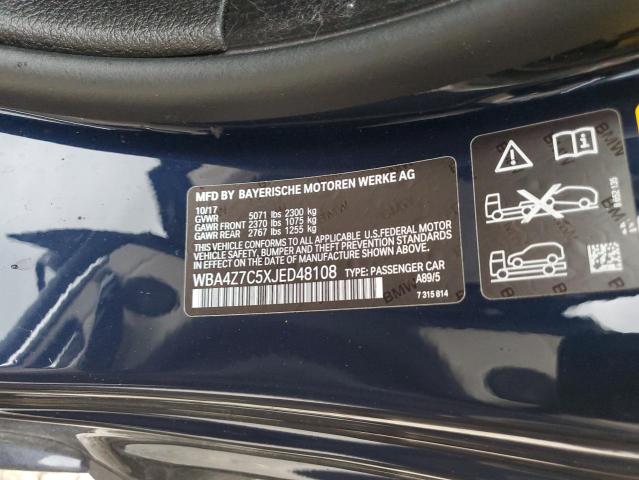 MFD BY BAYERISCHE MOTOREN WERKE AG
10/17
GVWR 5071 lbs 2300 kg
GAWR FRONT 2370 lbs 1075 kg
GAWR REAR 2767 lbs 1255 kg
THIS VEHICLE CONFORMS TO ALL APPLICABLE U.S.FEDERAL MOTOR
VEHICLE SAFETY, BUMPER, AND THEFT PREVENTION STANDARDS
IN EFFECT ON THE DATE OF MANUFACTURE SHOWN ABOVE.
WBA4Z7C5XJED48108 TYPE: PASSENGER CAR
A89/5
7 315 814
BMW
BMW
BMW